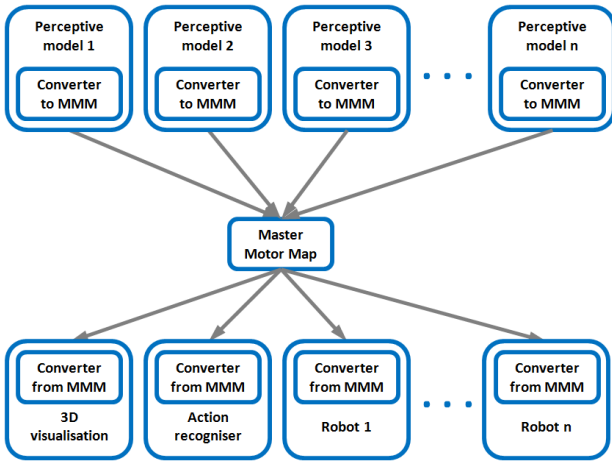 Perceptive model 1
Converter to MMM
Perceptive model 2
Converter to MMM
Perceptive model 3
Converter to MMM
. . .
Perceptive model n
Converter to MMM
Master
Motor Map
Converter from MMM
3D
visualisation
Converter from MMM
Action
recogniser
Converter from MMM
Robot 1
. . .
Converter from MMM
Robot n